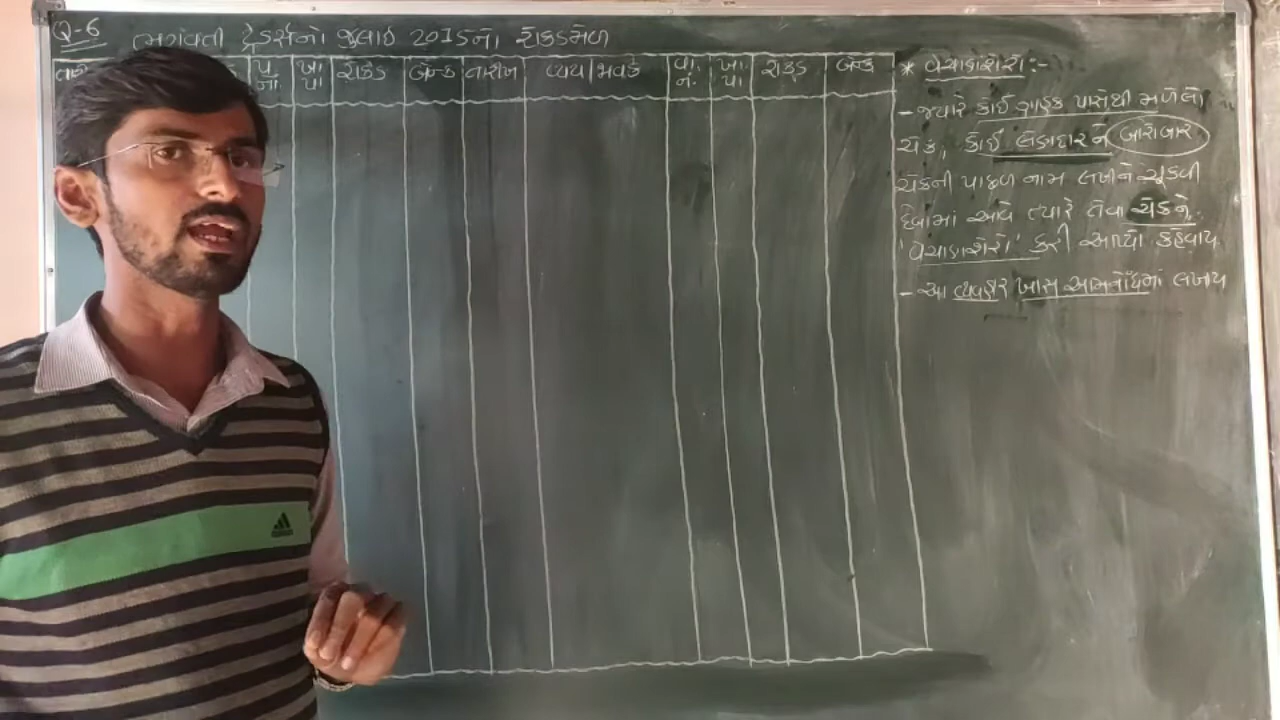 Q-6 ભગવતી ટ્રેડર્સનો જુલાઈ 2015નો રોકડમેળ
પ. ના. ખા. પા. રોકડ બેન્ક તારીખ વ્યય/મવડે વા. નં. ખા. પા રોકડ બેન્ક
* વેચાણશેરો:-
- જ્યારે કોઈ ગ્રાહક પાસેથી મળેલો
ચેક, કોઈ લેણદારને બારોબાર
ચેકની પાછળ નામ લખીને ચૂકવી
દેવામાં આવે ત્યારે તેવા ચેકને
'વેચાણશેરો' કરી આપ્યો કહેવાય
- આ વ્યવહાર ખાસ આમનોંધમાં લખાય
adidas